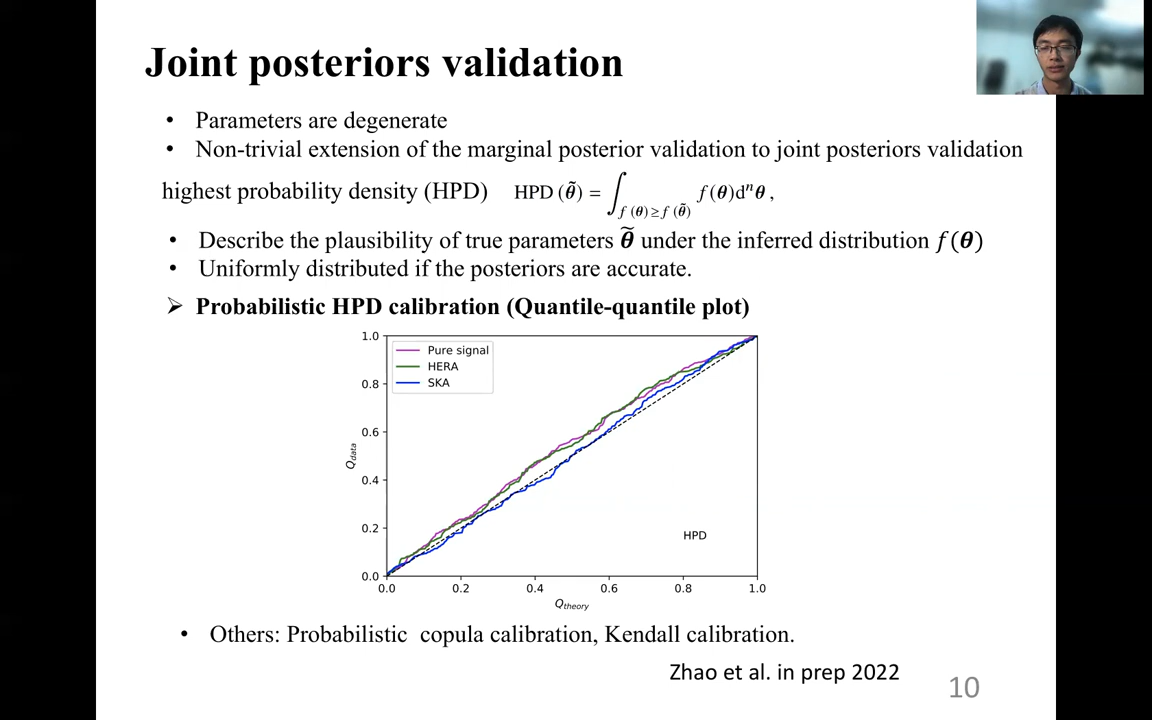 Joint posteriors validation
• Parameters are degenerate
• Non-trivial extension of the marginal posterior validation to joint posteriors validation
highest probability density (HPD) HPD (θ̃) = ∫_{f(θ)≥f(θ̃)} f(θ)dⁿθ ,
• Describe the plausibility of true parameters θ̃ under the inferred distribution f(θ)
• Uniformly distributed if the posteriors are accurate.
➢ Probabilistic HPD calibration (Quantile-quantile plot)
1.0
0.8
0.6
0.4
0.2
0.0
Q_data
Pure signal
HERA
SKA
HPD
0.0 0.2 0.4 0.6 0.8 1.0
Q_theory
• Others: Probabilistic copula calibration, Kendall calibration.
Zhao et al. in prep 2022
10